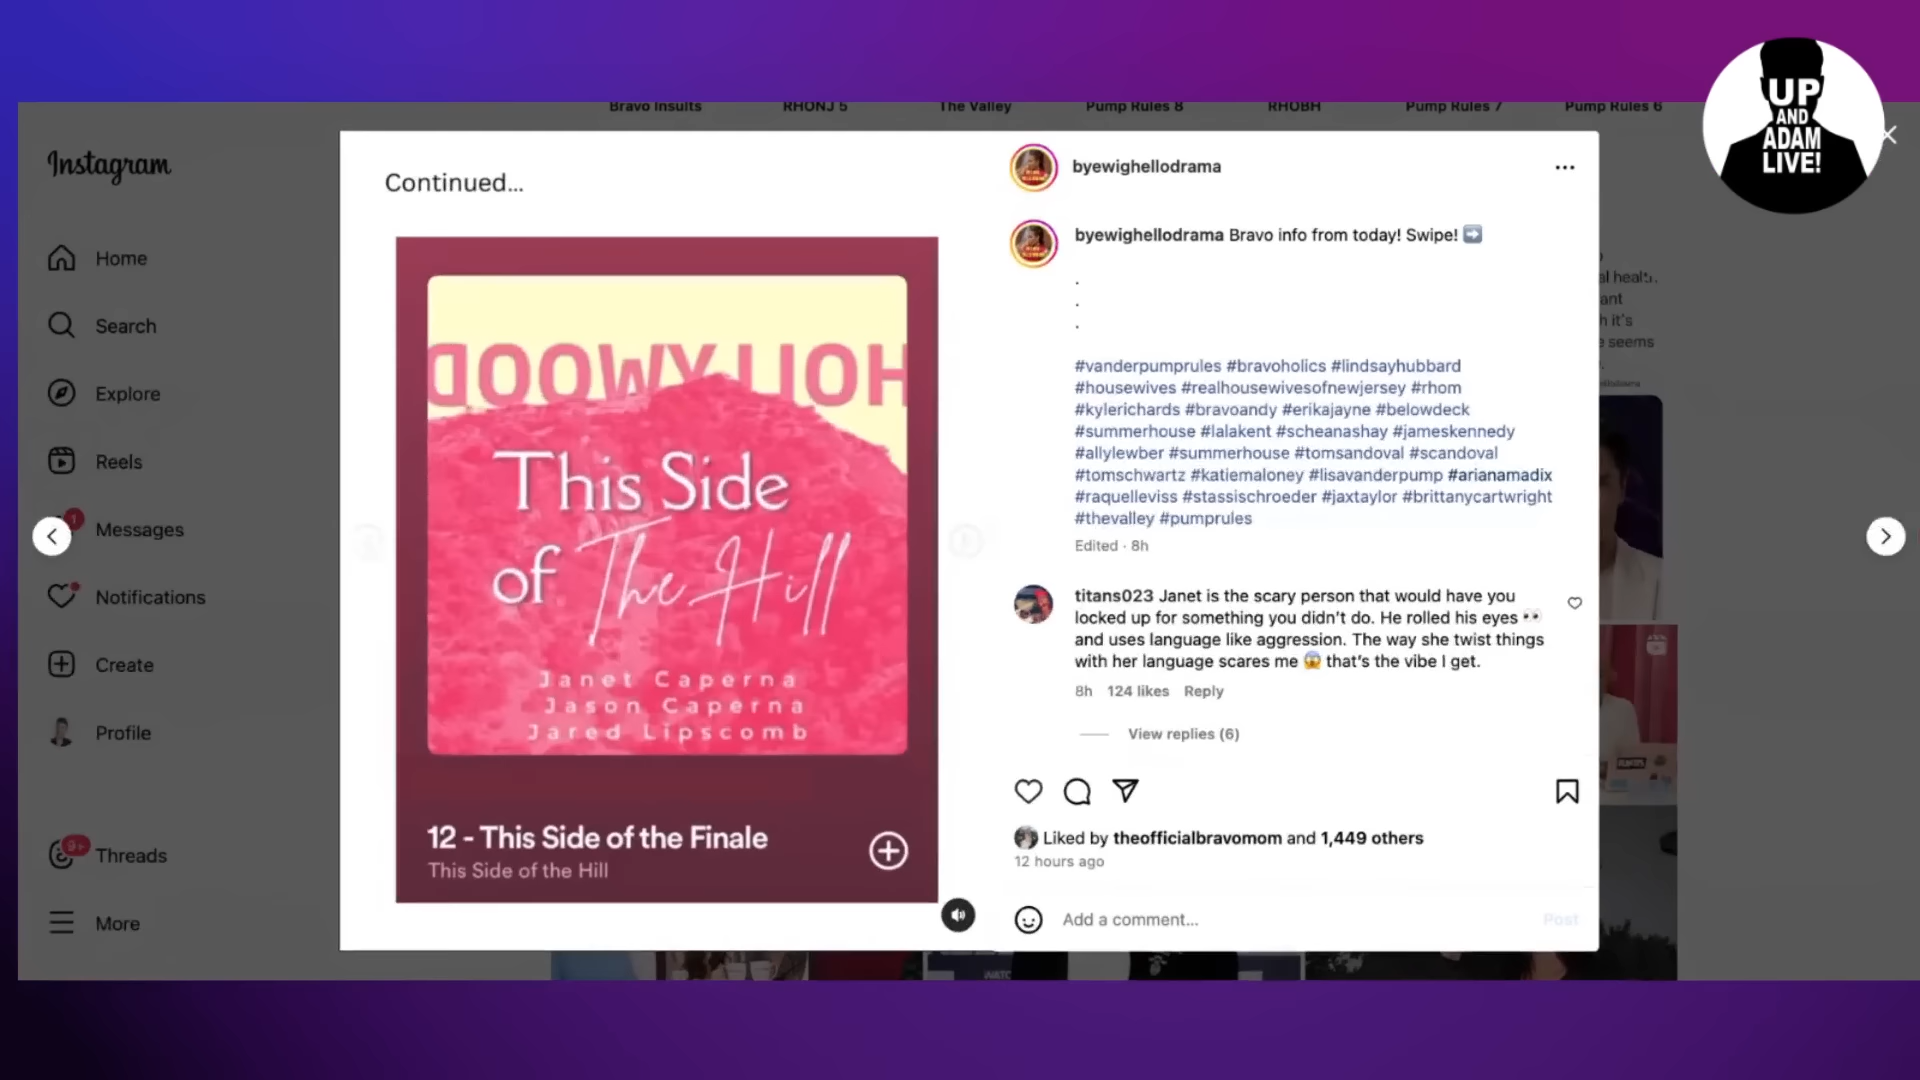 Bravo Insults
RHONJ 5
The Valley
Pump Rules 8
RHOBH
Pump Rules 7
Pump Rules 6
UP
AND
ADAM
LIVE!
Instagram
Home
Search
Explore
Reels
1
Messages
Notifications
Create
Profile
9+
Threads
More
Continued...
HOLLYWOOD
This Side
of The Hill
Janet Caperna
Jason Caperna
Jared Lipscomb
12 - This Side of the Finale
This Side of the Hill
byewighellodrama
byewighellodrama Bravo info from today! Swipe! ➡️
.
.
.
#vanderpumprules #bravoholics #lindsayhubbard
#housewives #realhousewivesofnewjersey #rhom
#kylerichards #bravoandy #erikajayne #belowdeck
#summerhouse #lalakent #scheanashay #jameskennedy
#allylewber #summerhouse #tomsandoval #scandoval
#tomschwartz #katiemaloney #lisavanderpump #arianamadix
#raquelleviss #stassischroeder #jaxtaylor #brittanycartwright
#thevalley #pumprules
Edited · 8h
titans023 Janet is the scary person that would have you
locked up for something you didn't do. He rolled his eyes 👀
and uses language like aggression. The way she twist things
with her language scares me 😱 that's the vibe I get.
8h 124 likes Reply
View replies (6)
Liked by theofficialbravomom and 1,449 others
12 hours ago
Add a comment...
Post
al health.
ant
h it's
e seems
WATC